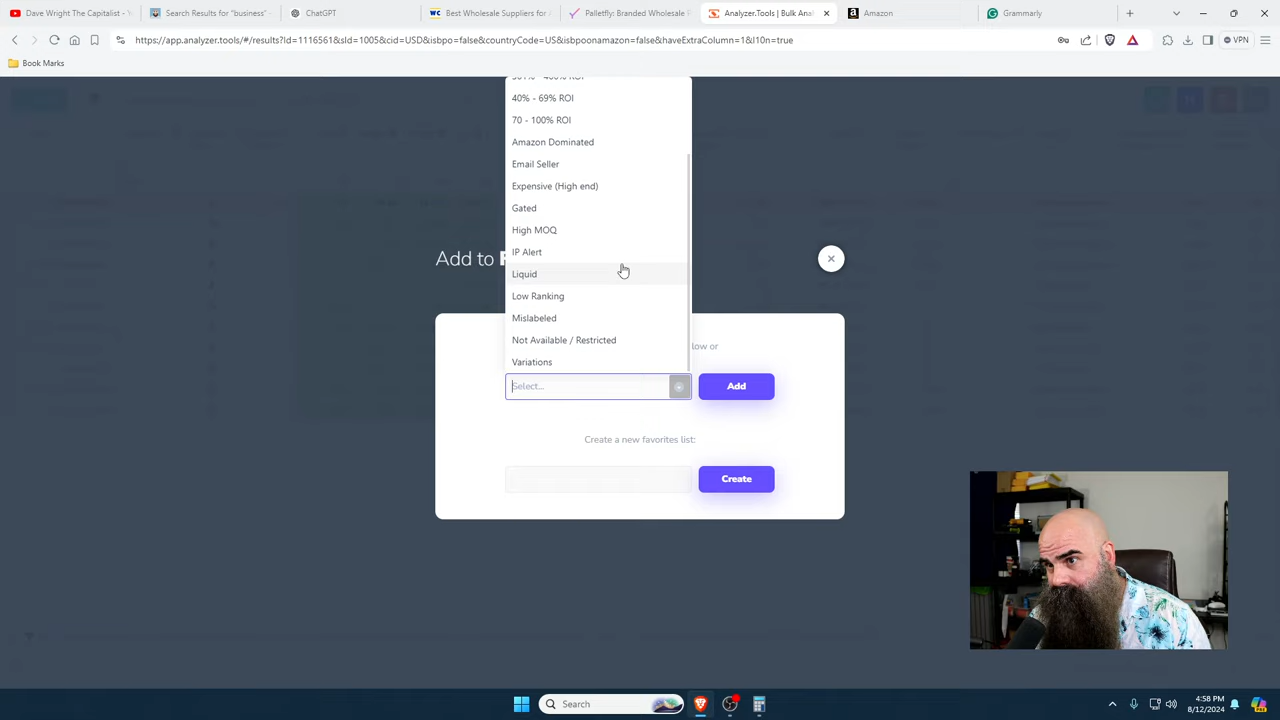 Dave Wright The Capitalist - Y
Search Results for "business"
ChatGPT
Best Wholesale Suppliers for A
Palletfly: Branded Wholesale P
Analyzer.Tools | Bulk Anal
Amazon
Grammarly
https://app.analyzer.tools/#/results?Id=1116561&sId=1005&cid=USD&isbpo=false&countryCode=US&isbpoonamazon=false&haveExtraColumn=1&l10n=true
VPN
Book Marks
40% - 69% ROI
70 - 100% ROI
Amazon Dominated
Email Seller
Expensive (High end)
Gated
High MOQ
Add to
IP Alert
Liquid
Low Ranking
Mislabeled
Not Available / Restricted
low or
Variations
Select...
Add
Create a new favorites list:
Create
Search
4:58 PM
8/12/2024